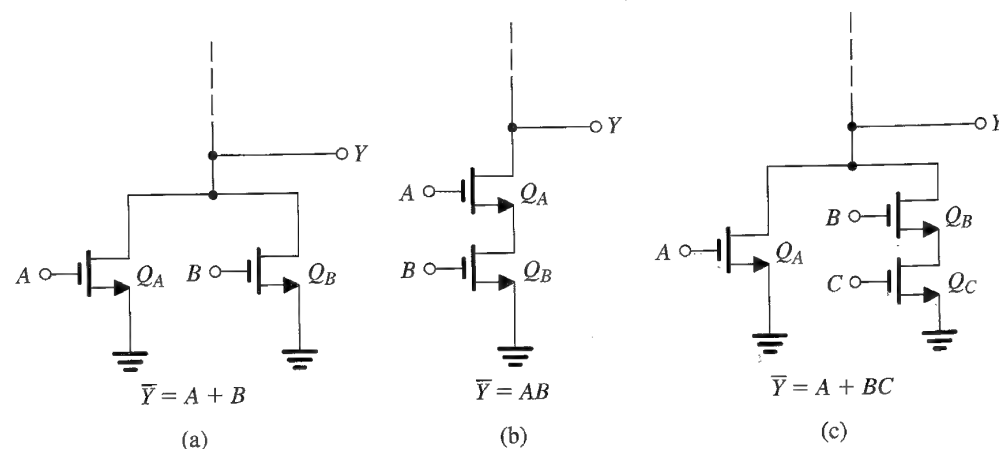 Y
A
Q_A
B
Q_B
Y̅ = A + B
(a)
Y
A
Q_A
B
Q_B
Y̅ = AB
(b)
Y
A
Q_A
B
Q_B
C
Q_C
Y̅ = A + BC
(c)